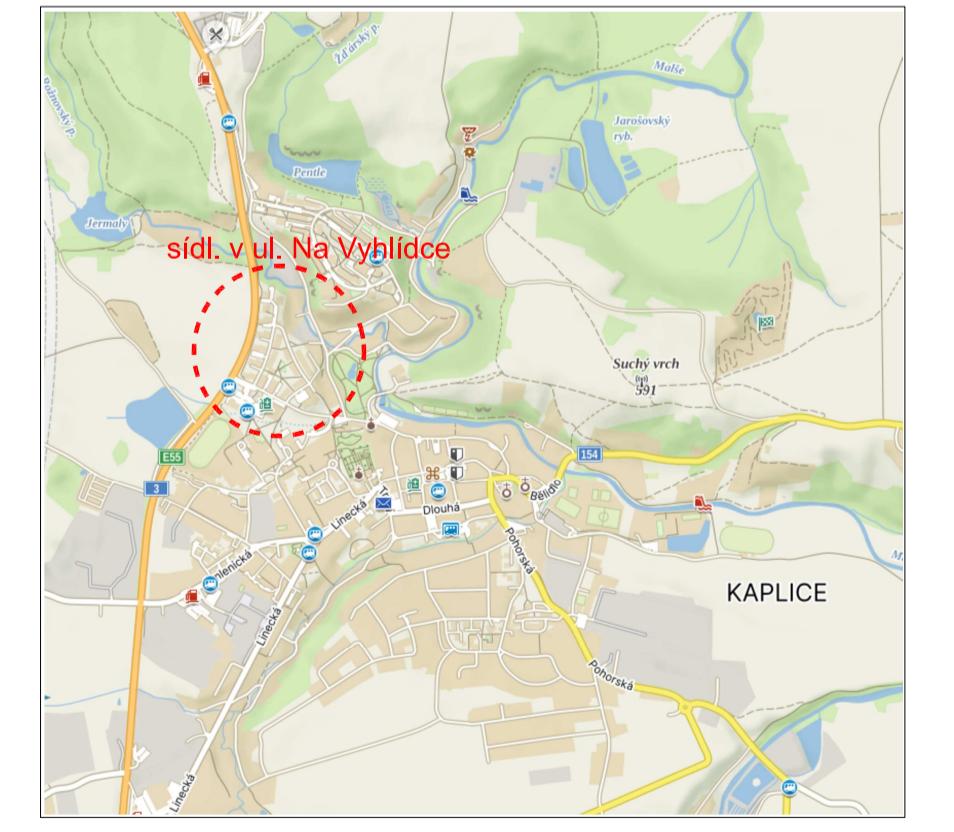 Žďárský p.
Malše
Jarošovský
ryb.
Pentle
Jermaly
sídl. v ul. Na Vyhlídce
Suchý vrch
591
E55
154
3
Bělidlo
Linecká
Dlouhá
Pohorská
KAPLICE
Linecká
Pohorská
Linecká